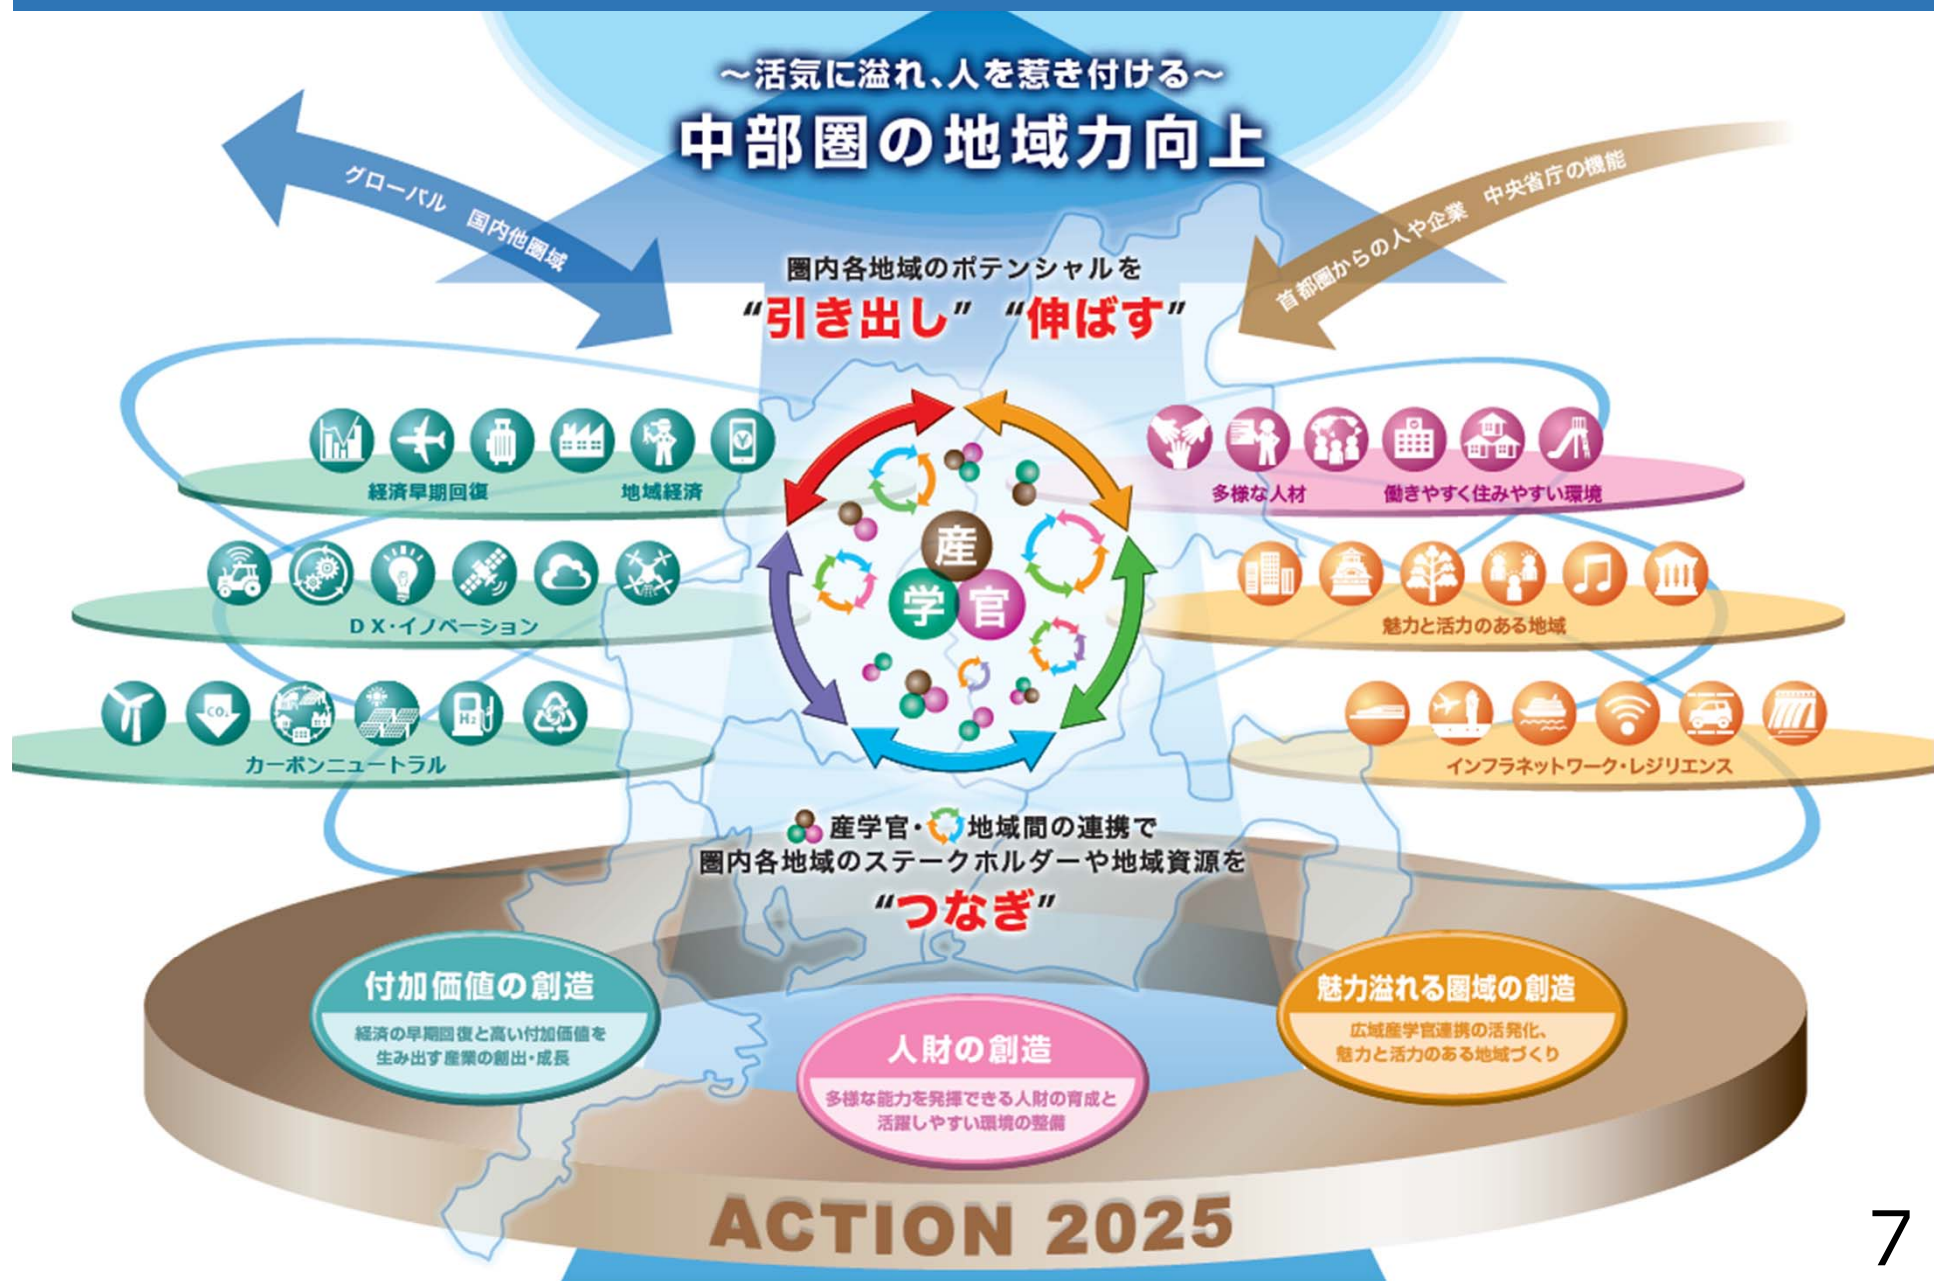 ～活気に溢れ、人を惹き付ける～
中部圏の地域力向上
グローバル　国内他圏域
首都圏からの人や企業　中央省庁の機能
圏内各地域のポテンシャルを
“引き出し” “伸ばす”
経済早期回復　地域経済
多様な人材　働きやすく住みやすい環境
産
学 官
DX・イノベーション
魅力と活力のある地域
CO₂
H₂
カーボンニュートラル
インフラネットワーク・レジリエンス
産学官・地域間の連携で
圏内各地域のステークホルダーや地域資源を
“つなぎ”
付加価値の創造
経済の早期回復と高い付加価値を
生み出す産業の創出・成長
人財の創造
多様な能力を発揮できる人財の育成と
活躍しやすい環境の整備
魅力溢れる圏域の創造
広域産学官連携の活発化、
魅力と活力のある地域づくり
ACTION 2025
7